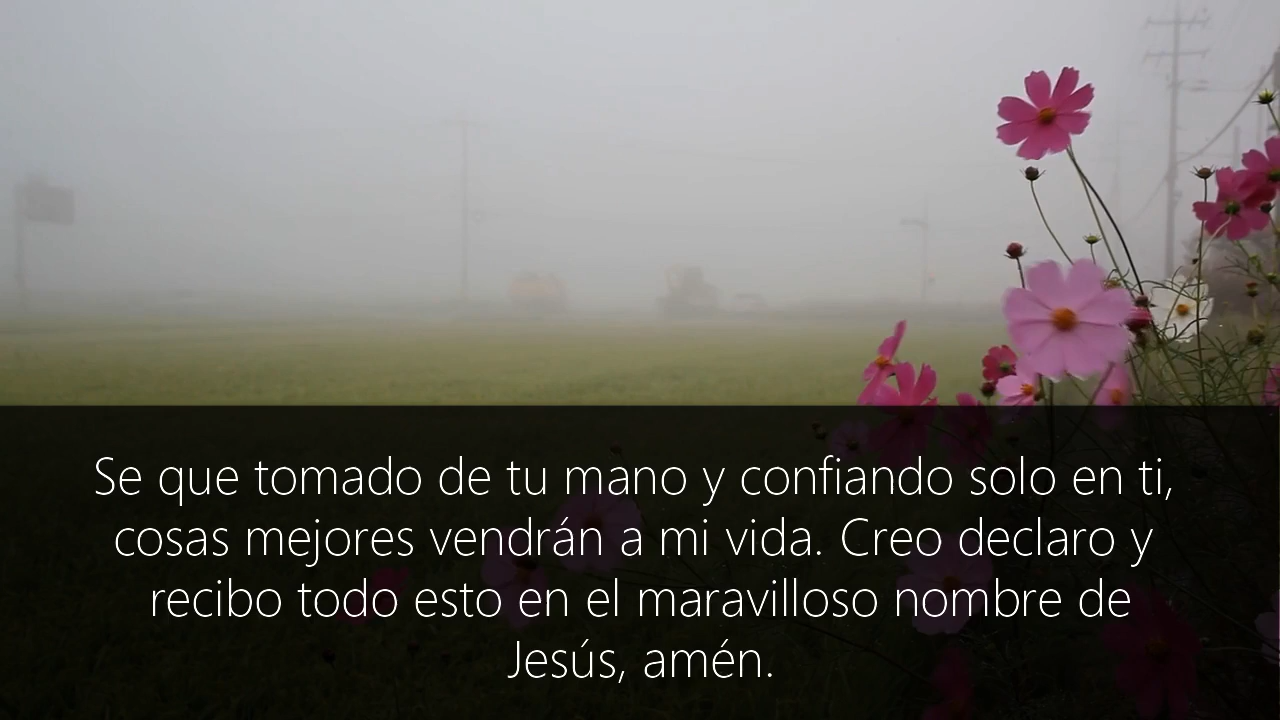 Se que tomado de tu mano y confiando solo en ti,
cosas mejores vendrán a mi vida. Creo declaro y
recibo todo esto en el maravilloso nombre de
Jesús, amén.